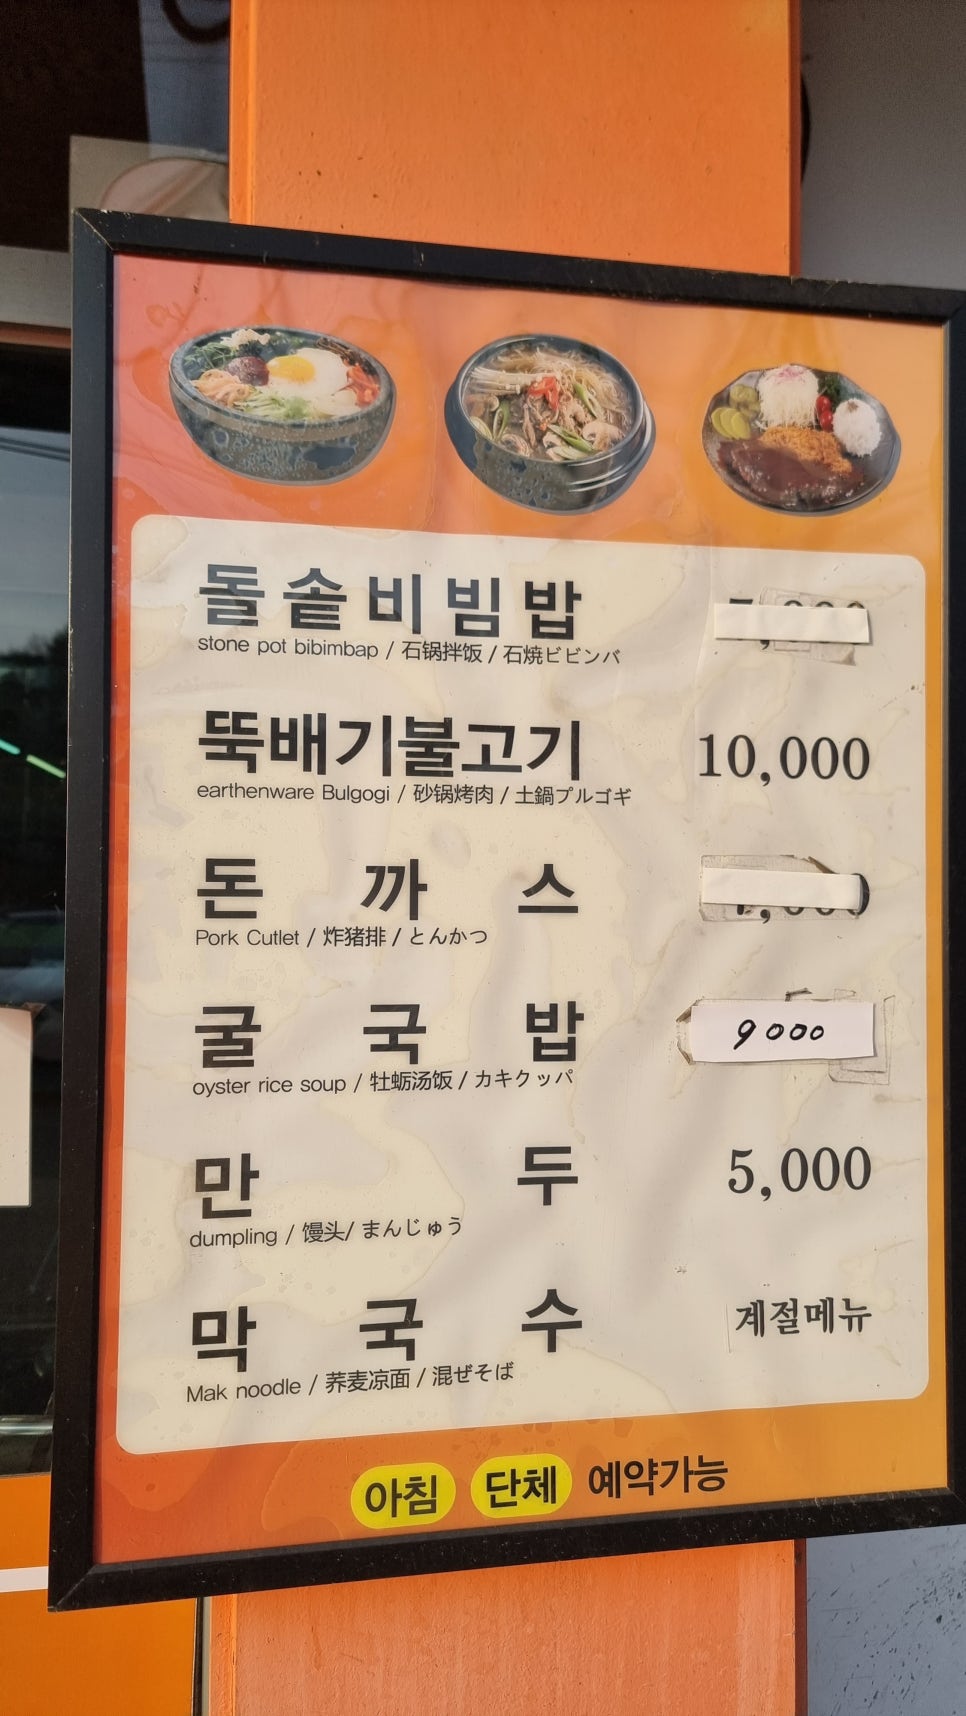 돌솥비빔밥
stone pot bibimbap / 石锅拌饭 / 石焼ビビンバ
뚝배기불고기 10,000
earthenware Bulgogi / 砂锅烤肉 / 土鍋プルゴギ
돈까스
Pork Cutlet / 炸猪排 / とんかつ
굴국밥 9000
oyster rice soup / 牡蛎汤饭 / カキクッパ
만두 5,000
dumpling / 馒头/ まんじゅう
막국수 계절메뉴
Mak noodle / 荞麦凉面 / 混ぜそば
아침 단체 예약가능